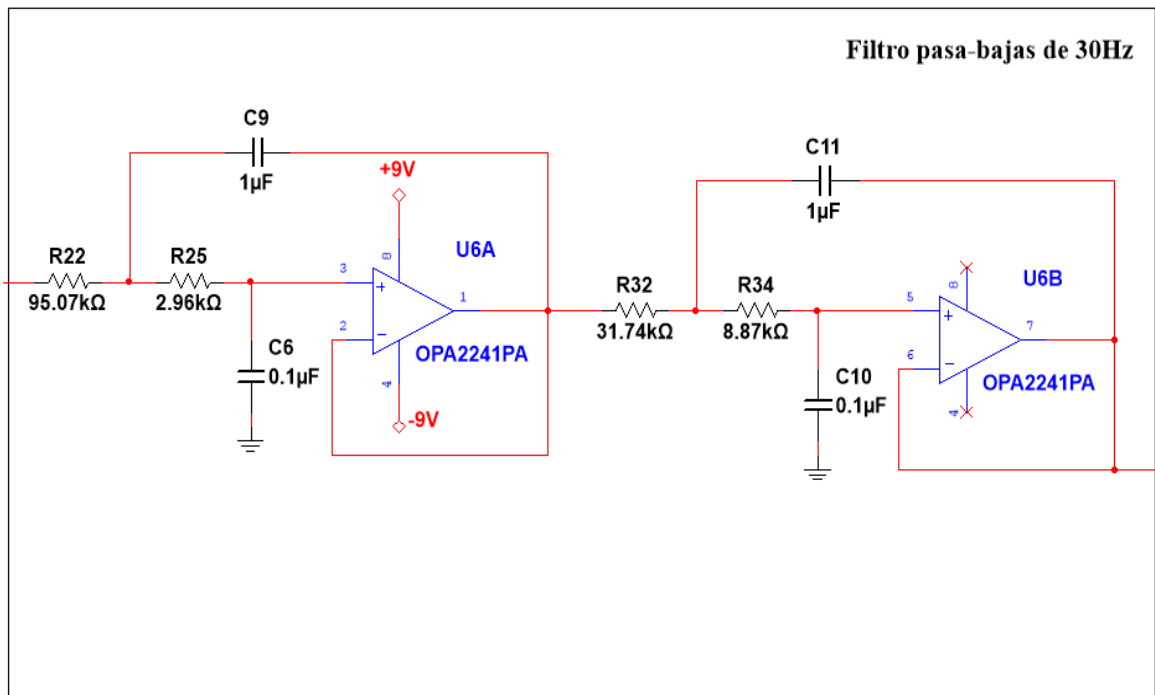 Filtro pasa-bajas de 30Hz
C9
1µF
+9V
8
U6A
R22
95.07kΩ
R25
2.96kΩ
3
+
2
−
1
OPA2241PA
4
-9V
C6
0.1µF
C11
1µF
R32
31.74kΩ
R34
8.87kΩ
8
U6B
5
+
6
−
7
OPA2241PA
4
C10
0.1µF